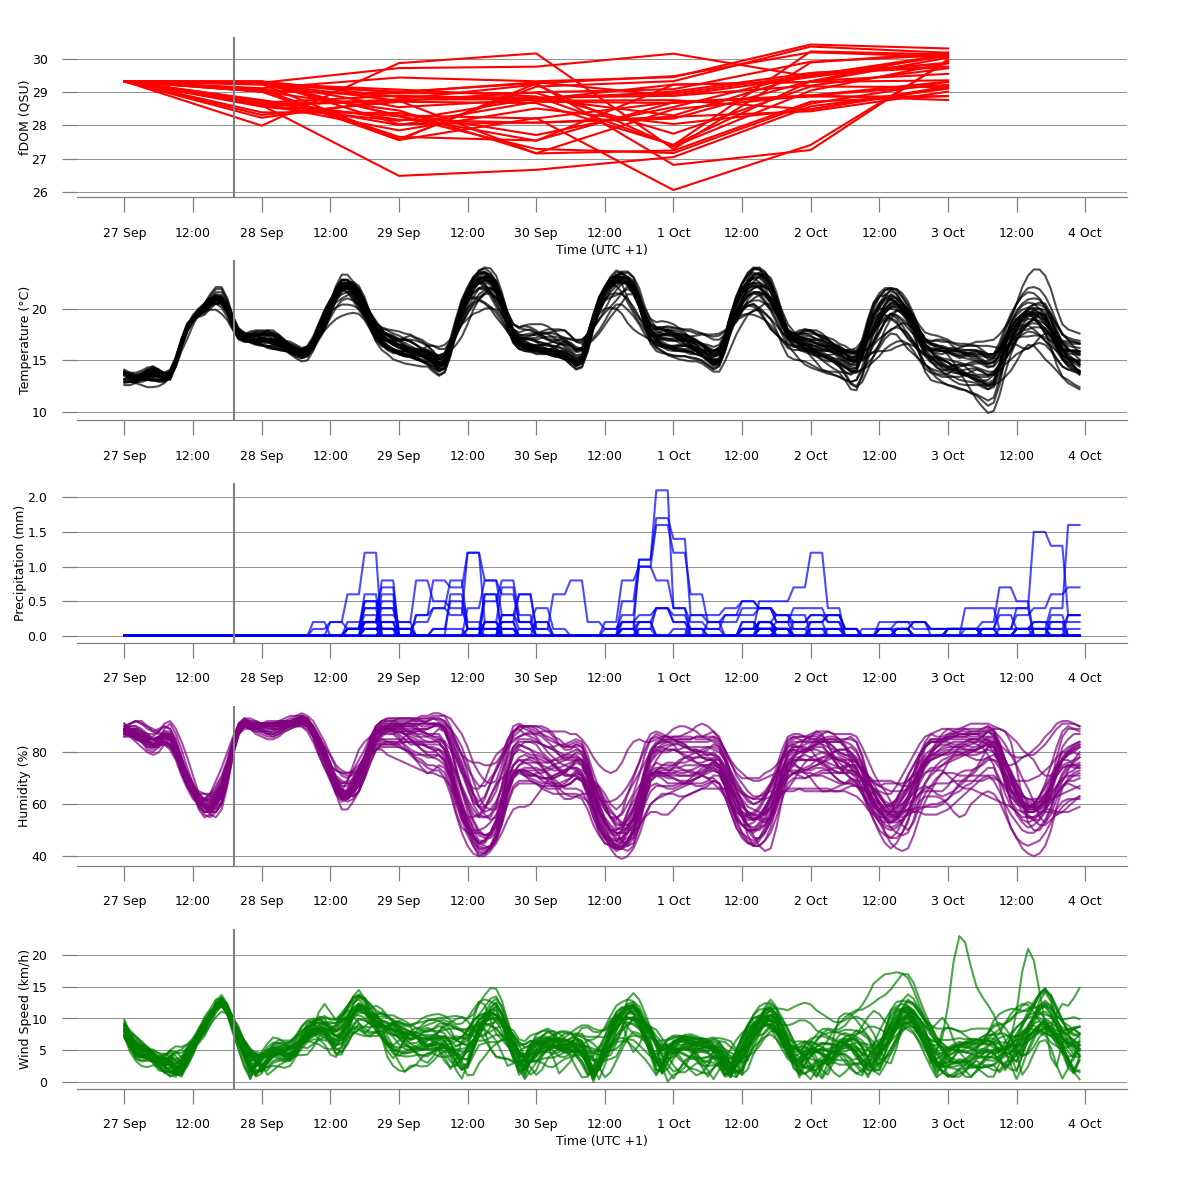 fDOM (QSU)
30
29
28
27
26
27 Sep 12:00 28 Sep 12:00 29 Sep 12:00 30 Sep 12:00 1 Oct 12:00 2 Oct 12:00 3 Oct 12:00 4 Oct
Time (UTC +1)
Temperature (°C)
20
15
10
27 Sep 12:00 28 Sep 12:00 29 Sep 12:00 30 Sep 12:00 1 Oct 12:00 2 Oct 12:00 3 Oct 12:00 4 Oct
Precipitation (mm)
2.0
1.5
1.0
0.5
0.0
27 Sep 12:00 28 Sep 12:00 29 Sep 12:00 30 Sep 12:00 1 Oct 12:00 2 Oct 12:00 3 Oct 12:00 4 Oct
Humidity (%)
80
60
40
27 Sep 12:00 28 Sep 12:00 29 Sep 12:00 30 Sep 12:00 1 Oct 12:00 2 Oct 12:00 3 Oct 12:00 4 Oct
Wind Speed (km/h)
20
15
10
5
0
27 Sep 12:00 28 Sep 12:00 29 Sep 12:00 30 Sep 12:00 1 Oct 12:00 2 Oct 12:00 3 Oct 12:00 4 Oct
Time (UTC +1)